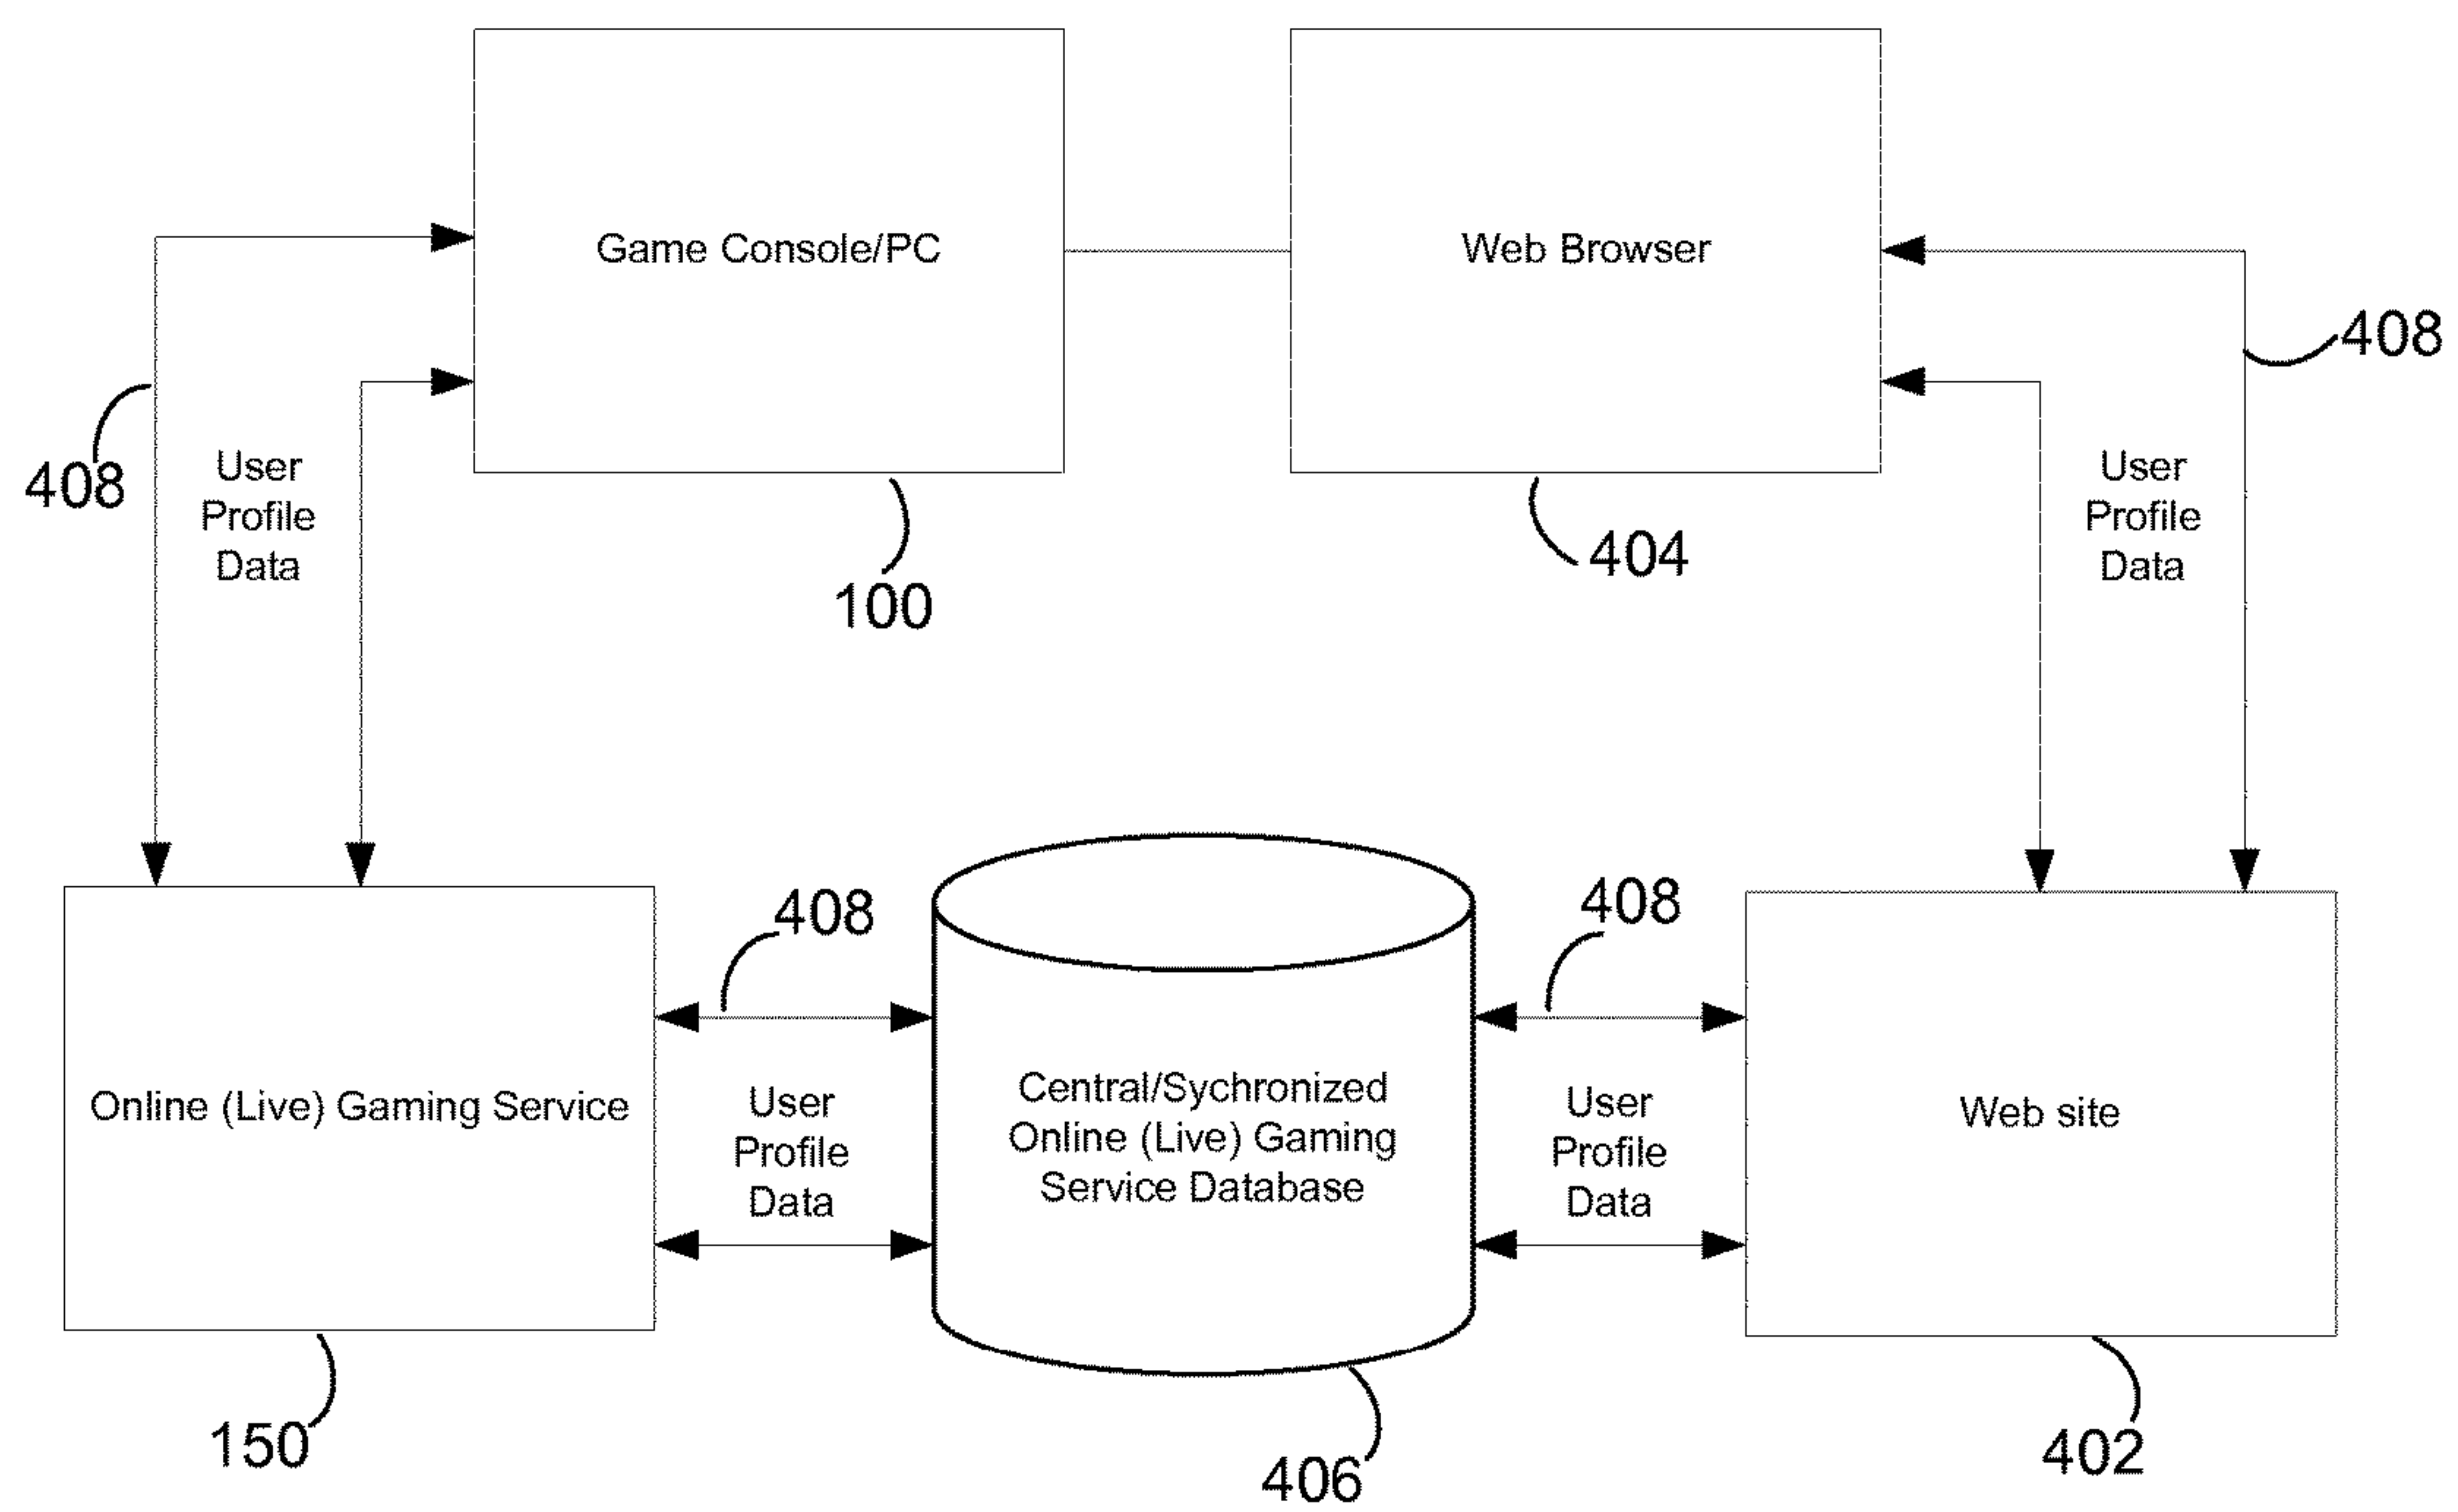 Game Console/PC
Web Browser
408
408
User
Profile
Data
User
Profile
Data
100
404
408
408
Online (Live) Gaming Service
User
Profile
Data
Central/Sychronized
Online (Live) Gaming
Service Database
User
Profile
Data
Web site
150
406
402